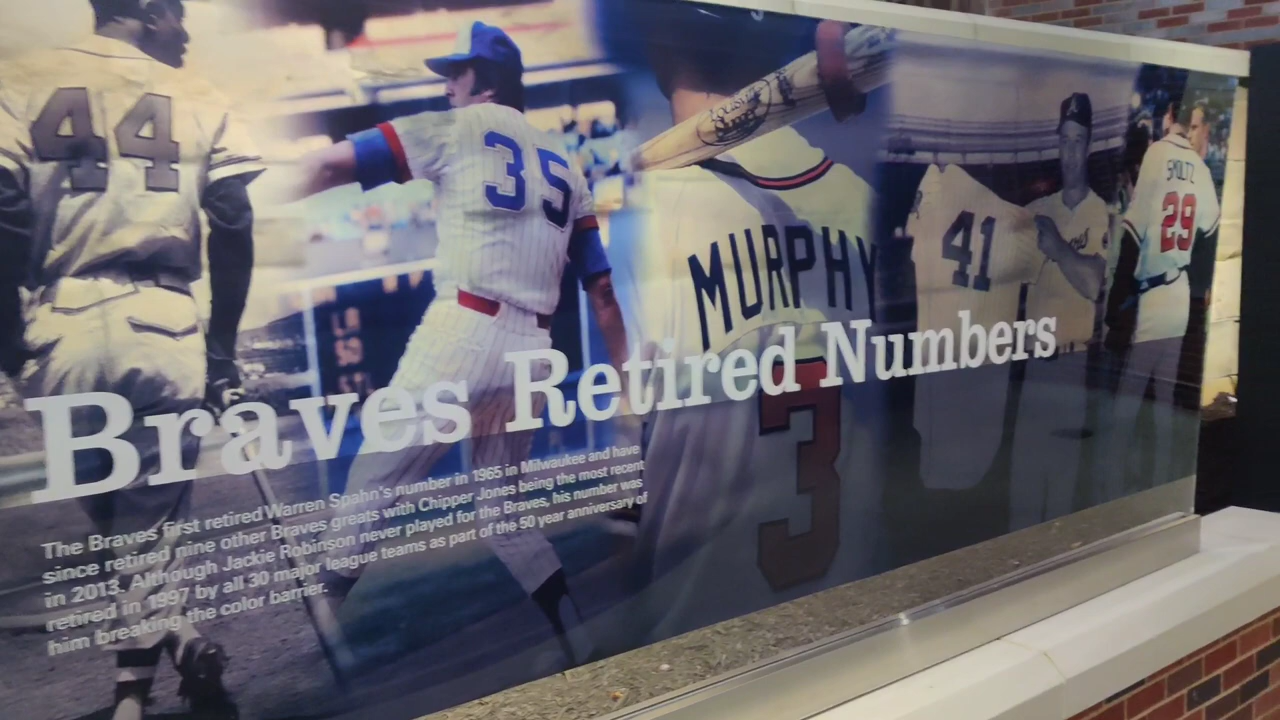 44
35
Louisville
Slugger
MURPHY
3
41
SMOLTZ
29
Braves Retired Numbers
The Braves first retired Warren Spahn's number in 1965 in Milwaukee and have
since retired nine other Braves greats with Chipper Jones being the most recent
in 2013. Although Jackie Robinson never played for the Braves, his number was
retired in 1997 by all 30 major league teams as part of the 50 year anniversary of
him breaking the color barrier.